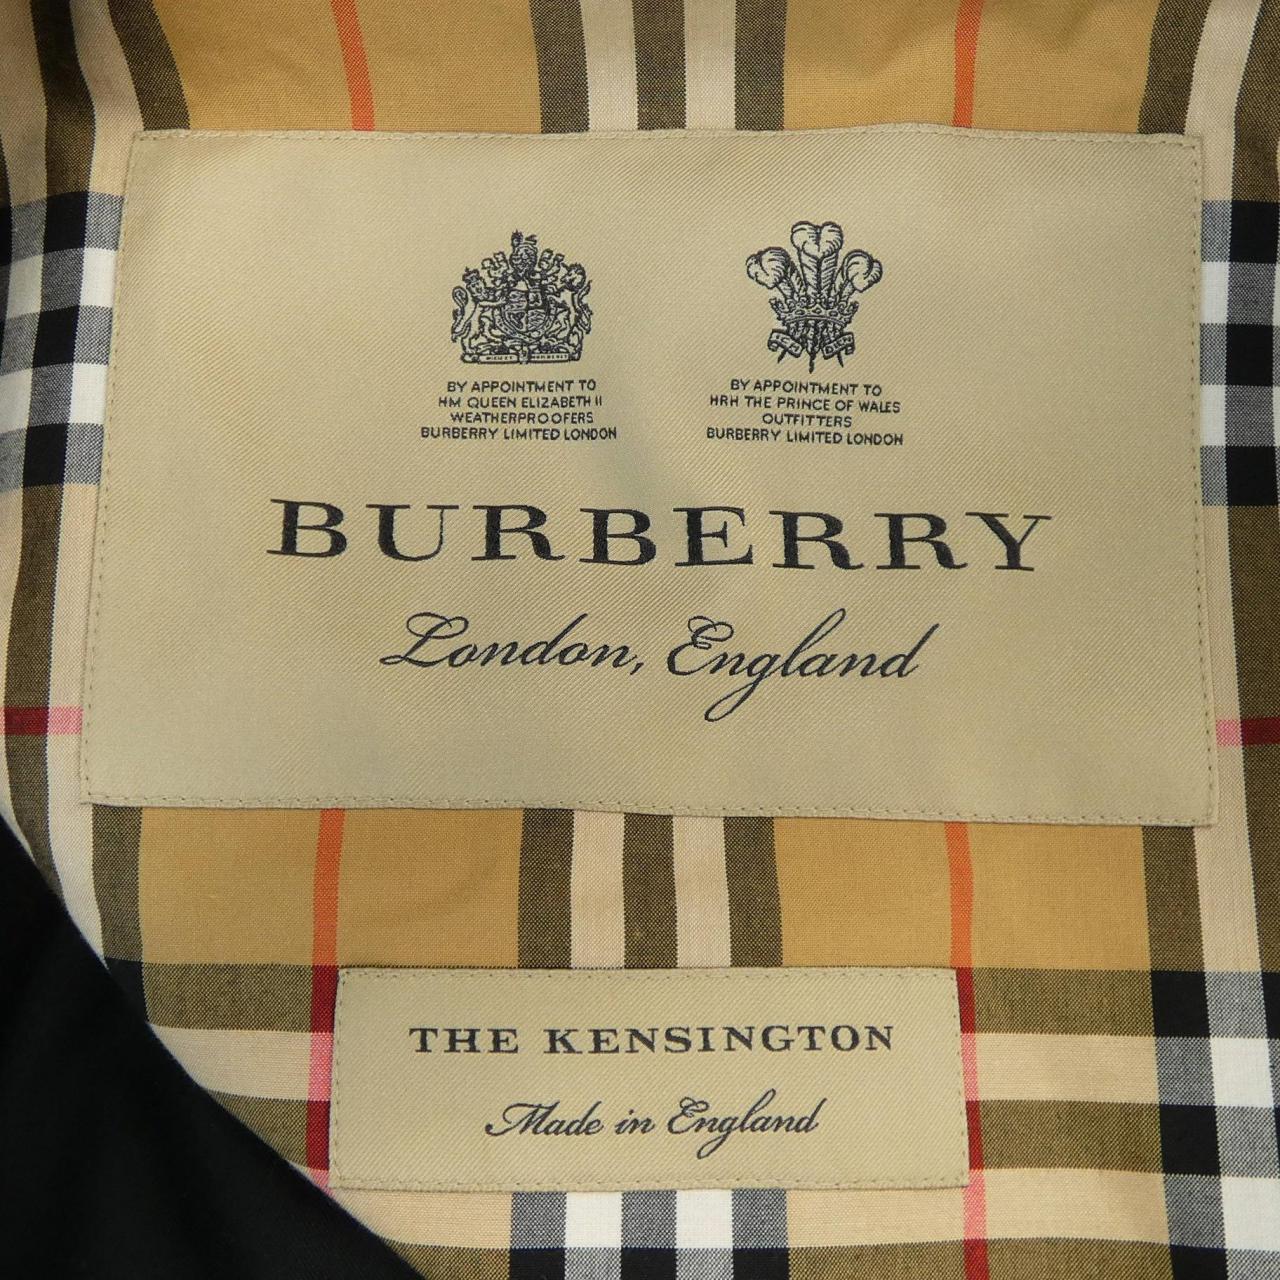 BY APPOINTMENT TO
HM QUEEN ELIZABETH II
WEATHERPROOFERS
BURBERRY LIMITED LONDON
BY APPOINTMENT TO
HRH THE PRINCE OF WALES
OUTFITTERS
BURBERRY LIMITED LONDON
BURBERRY
London, England
THE KENSINGTON
Made in England